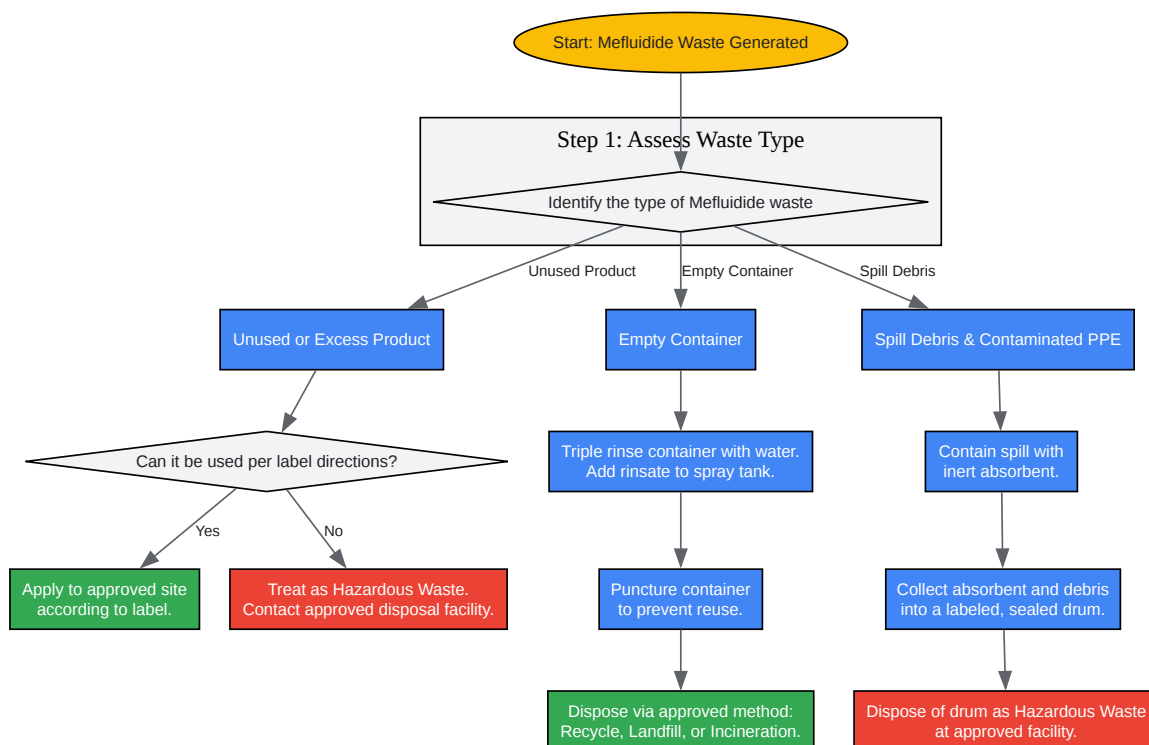 Start: Mefluidide Waste Generated
Step 1: Assess Waste Type
Identify the type of Mefluidide waste
Unused Product
Empty Container
Spill Debris
Unused or Excess Product
Empty Container
Spill Debris & Contaminated PPE
Can it be used per label directions?
Triple rinse container with water.
Add rinsate to spray tank.
Contain spill with
inert absorbent.
Yes
No
Apply to approved site
according to label.
Treat as Hazardous Waste.
Contact approved disposal facility.
Puncture container
to prevent reuse.
Collect absorbent and debris
into a labeled, sealed drum.
Dispose via approved method:
Recycle, Landfill, or Incineration.
Dispose of drum as Hazardous Waste
at approved facility.